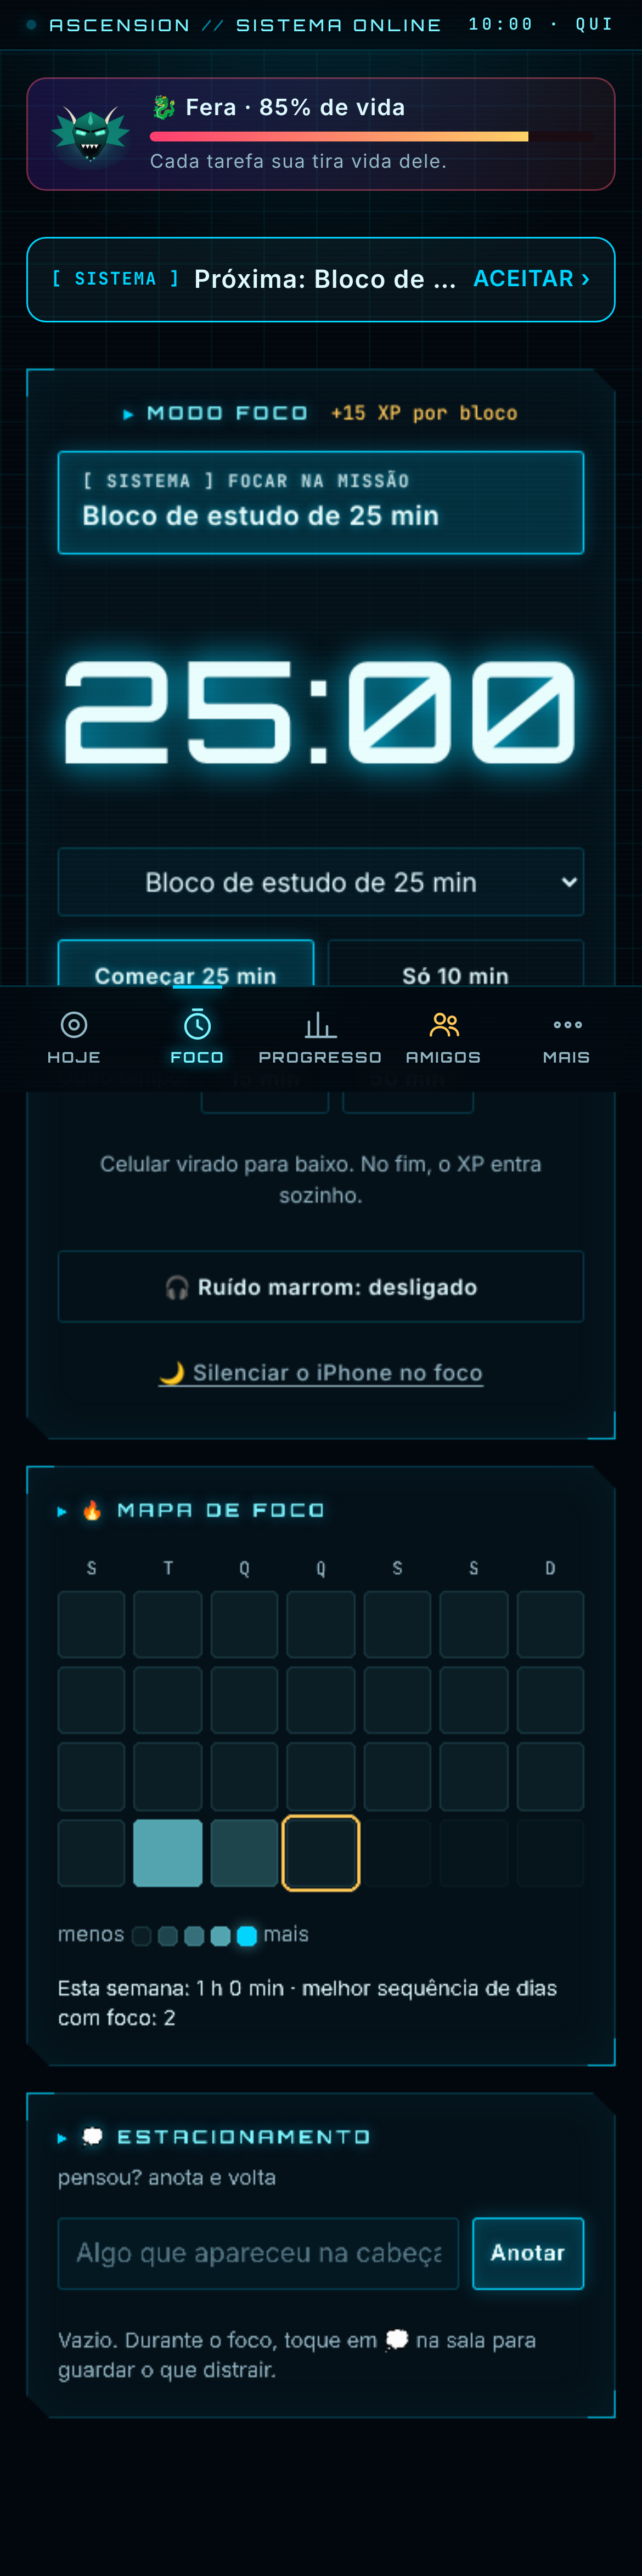 ASCENSION // SISTEMA ONLINE 10:00 · QUI
🐉 Fera · 85% de vida
Cada tarefa sua tira vida dele.
[ SISTEMA ] Próxima: Bloco de ... ACEITAR ›
▶ MODO FOCO +15 XP por bloco
[ SISTEMA ] FOCAR NA MISSÃO
Bloco de estudo de 25 min
25:00
Bloco de estudo de 25 min
Começar 25 min Só 10 min
HOJE FOCO PROGRESSO AMIGOS MAIS
Celular virado para baixo. No fim, o XP entra
sozinho.
🎧 Ruído marrom: desligado
🌙 Silenciar o iPhone no foco
▶ 🔥 MAPA DE FOCO
S T Q Q S S D
menos mais
Esta semana: 1 h 0 min · melhor sequência de dias
com foco: 2
▶ 💭 ESTACIONAMENTO
pensou? anota e volta
Algo que apareceu na cabeça Anotar
Vazio. Durante o foco, toque em 💭 na sala para
guardar o que distrair.